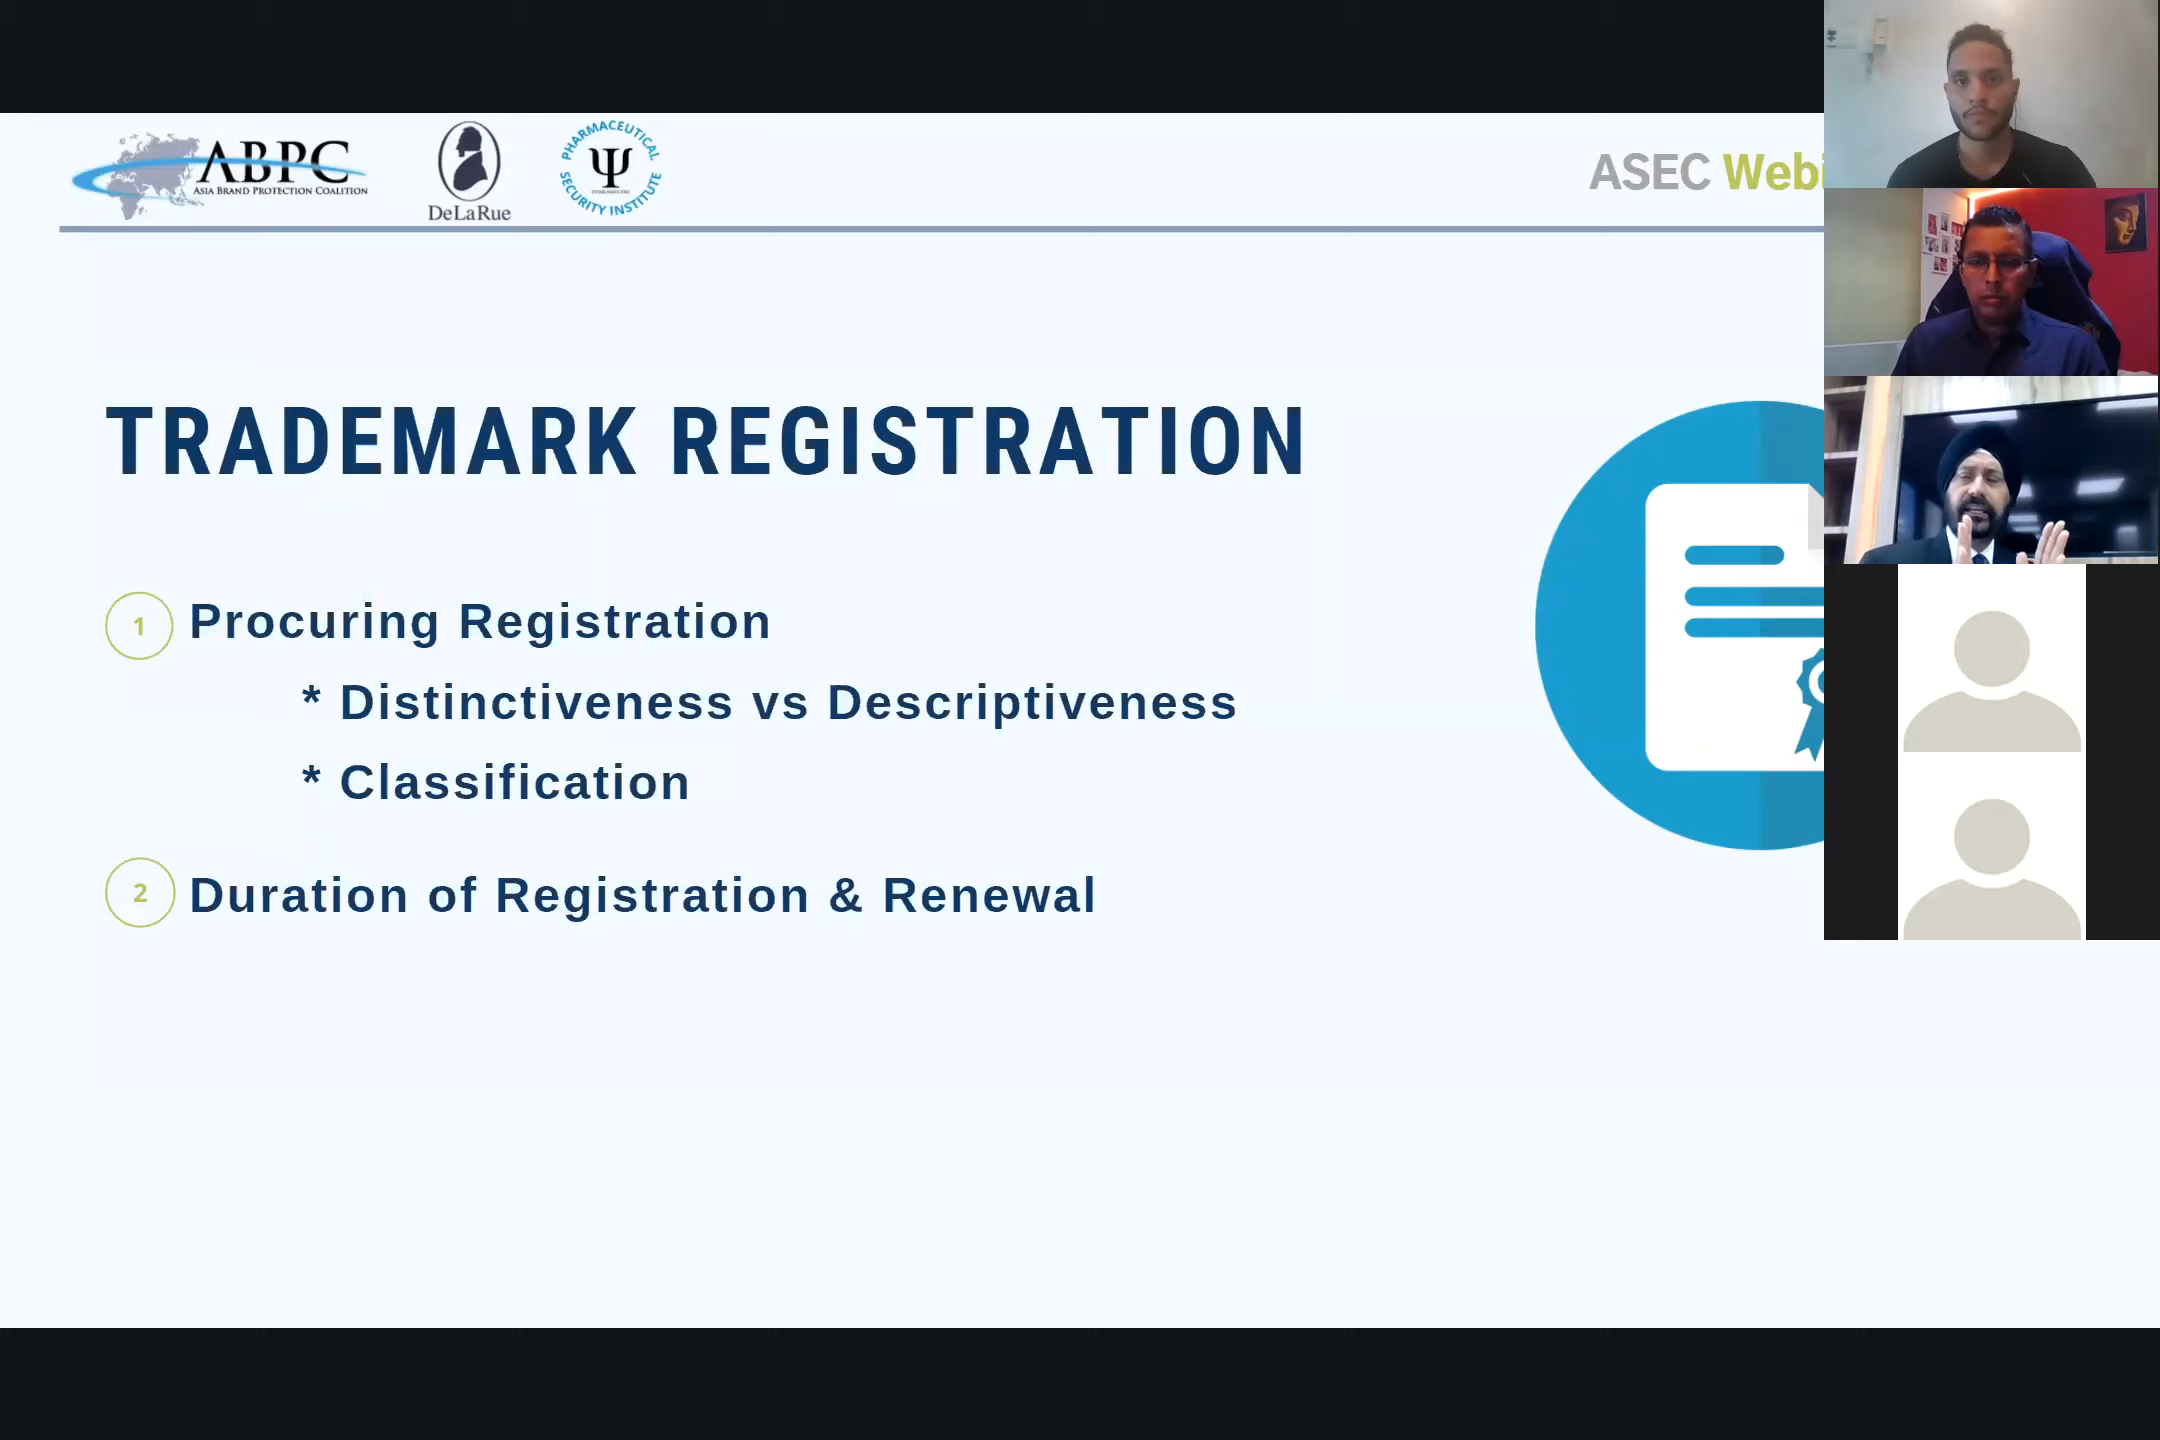 ABPC
ASIA BRAND PROTECTION COALITION
DeLaRue
PHARMACEUTICAL
Ψ
SECURITY INSTITUTE
ASEC Webi
TRADEMARK REGISTRATION
1 Procuring Registration
* Distinctiveness vs Descriptiveness
* Classification
2 Duration of Registration & Renewal